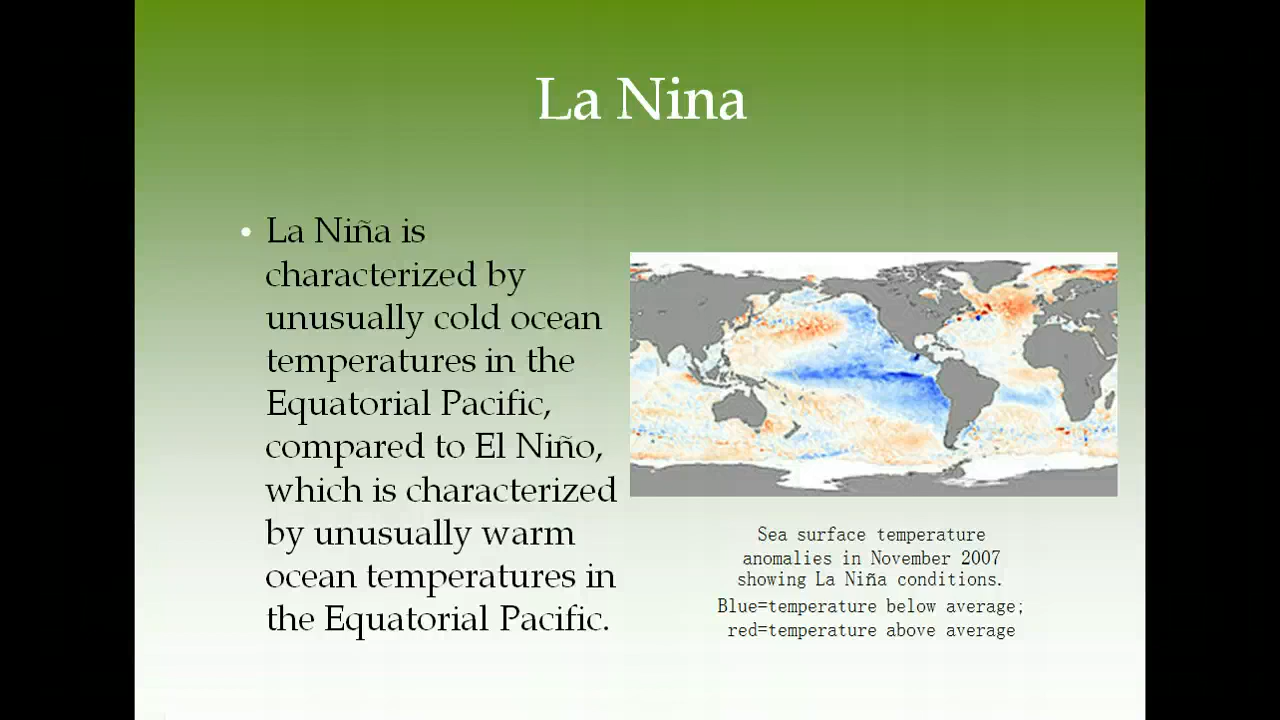 La Nina
• La Niña is
characterized by
unusually cold ocean
temperatures in the
Equatorial Pacific,
compared to El Niño,
which is characterized
by unusually warm
ocean temperatures in
the Equatorial Pacific.
Sea surface temperature
anomalies in November 2007
showing La Niña conditions.
Blue=temperature below average;
red=temperature above average